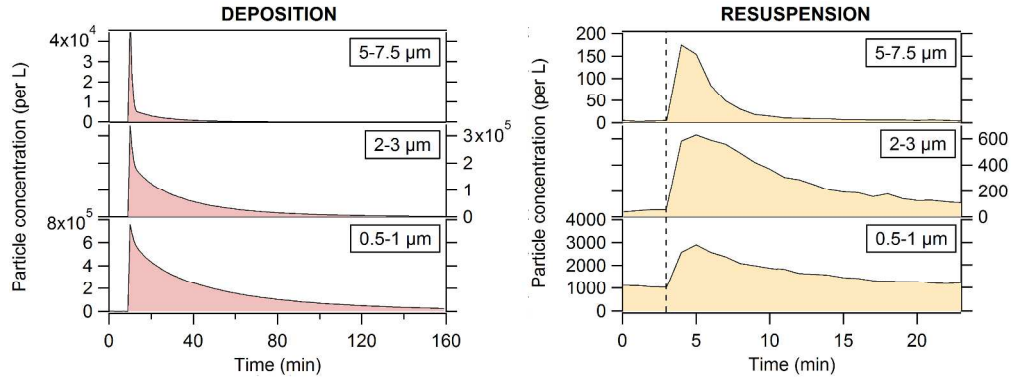 DEPOSITION
Particle concentration (per L)
4x10⁴
3
2
1
0
5-7.5 µm
3x10⁵
2
1
0
2-3 µm
8x10⁵
6
4
2
0
0.5-1 µm
0 40 80 120 160
Time (min)
RESUSPENSION
Particle concentration (per L)
200
150
100
50
0
5-7.5 µm
600
400
200
0
2-3 µm
4000
3000
2000
1000
0
0.5-1 µm
0 5 10 15 20
Time (min)